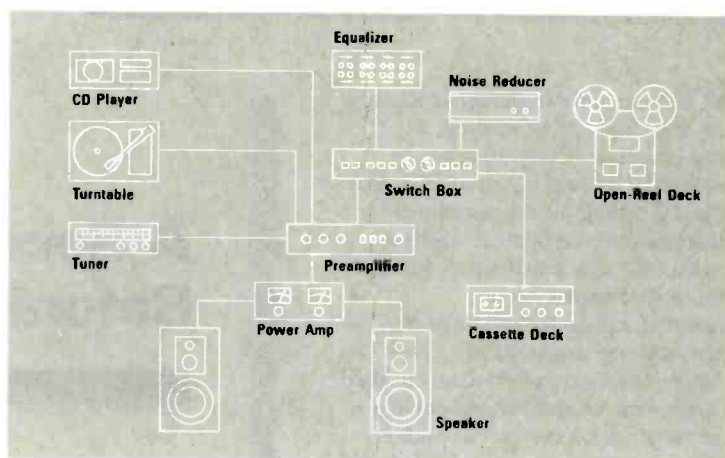 Equalizer
Noise Reducer
CD Player
Switch Box
Open-Reel Deck
Turntable
Tuner
Preamplifier
Power Amp
Cassette Deck
Speaker